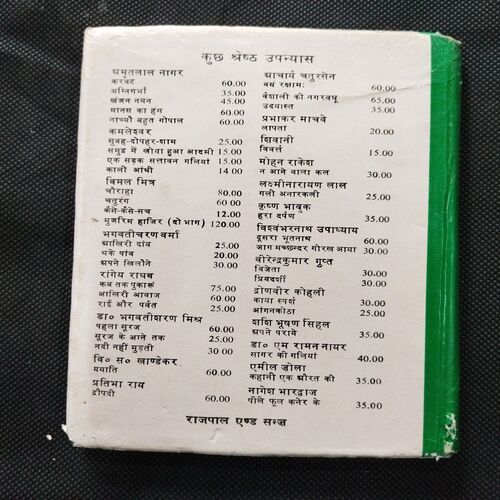 कुछ श्रेष्ठ उपन्यास
अमृतलाल नागर
करवट 60.00
अग्निगर्भा 35.00
खंजन नयन 45.00
मानस का हंस 60.00
नाच्यौ बहुत गोपाल 60.00
कमलेश्वर
सुबह-दोपहर-शाम 25.00
समुद्र में खोया हुआ आदमी 15.00
एक सड़क सत्तावन गलियां 15.00
काली आंधी 14.00
विमल मित्र
चौराहा 80.00
चतुरंग 60.00
कैसे-कैसे-सच 12.00
मुजरिम हाजिर (दो भाग) 120.00
भगवतीचरण वर्मा
आखिरी दांव 25.00
थके पांव 20.00
अपने खिलौने 30.00
रांगेय राघव
कब तक पुकारूं 75.00
आखिरी आवाज 60.00
राई और पर्वत 25.00
डा० भगवतीशरण मिश्र
पहला सूरज 60.00
सूरज के आने तक 25.00
नदी नहीं मुड़ती 30 00
वि० स० खाण्डेकर
ययाति 60.00
प्रतिभा राय
द्रौपदी 60.00
आचार्य चतुरसेन
वयं रक्षामः 60.00
वैशाली की नगरवधू 65.00
उदयास्त 35.00
प्रभाकर माचवे
लापता 20.00
शिवानी
विवर्त्त 15.00
मोहन राकेश
न आने वाला कल 30.00
लक्ष्मीनारायण लाल
गली अनारकली 25.00
कृष्ण भावुक
हरा दर्पण 35.00
विश्वंभरनाथ उपाध्याय
दूसरा भूतनाथ 60.00
जाग मच्छन्दर गोरख आया 30.00
वीरेन्द्रकुमार गुप्त
विजेता 30.00
प्रियदर्शी 30.00
द्रोणवीर कोहली
काया स्पर्श 30.00
आंगनकोठा 25.00
शशि भूषण सिंहल
अपने पराये 35.00
डा० एम रामन नायर
सागर की गलियां 40.00
एमील ज़ोला
कहानी एक औरत की 35.00
नागेश भारद्वाज
पीले फूल कनेर के 35.00
राजपाल एण्ड सन्ज़